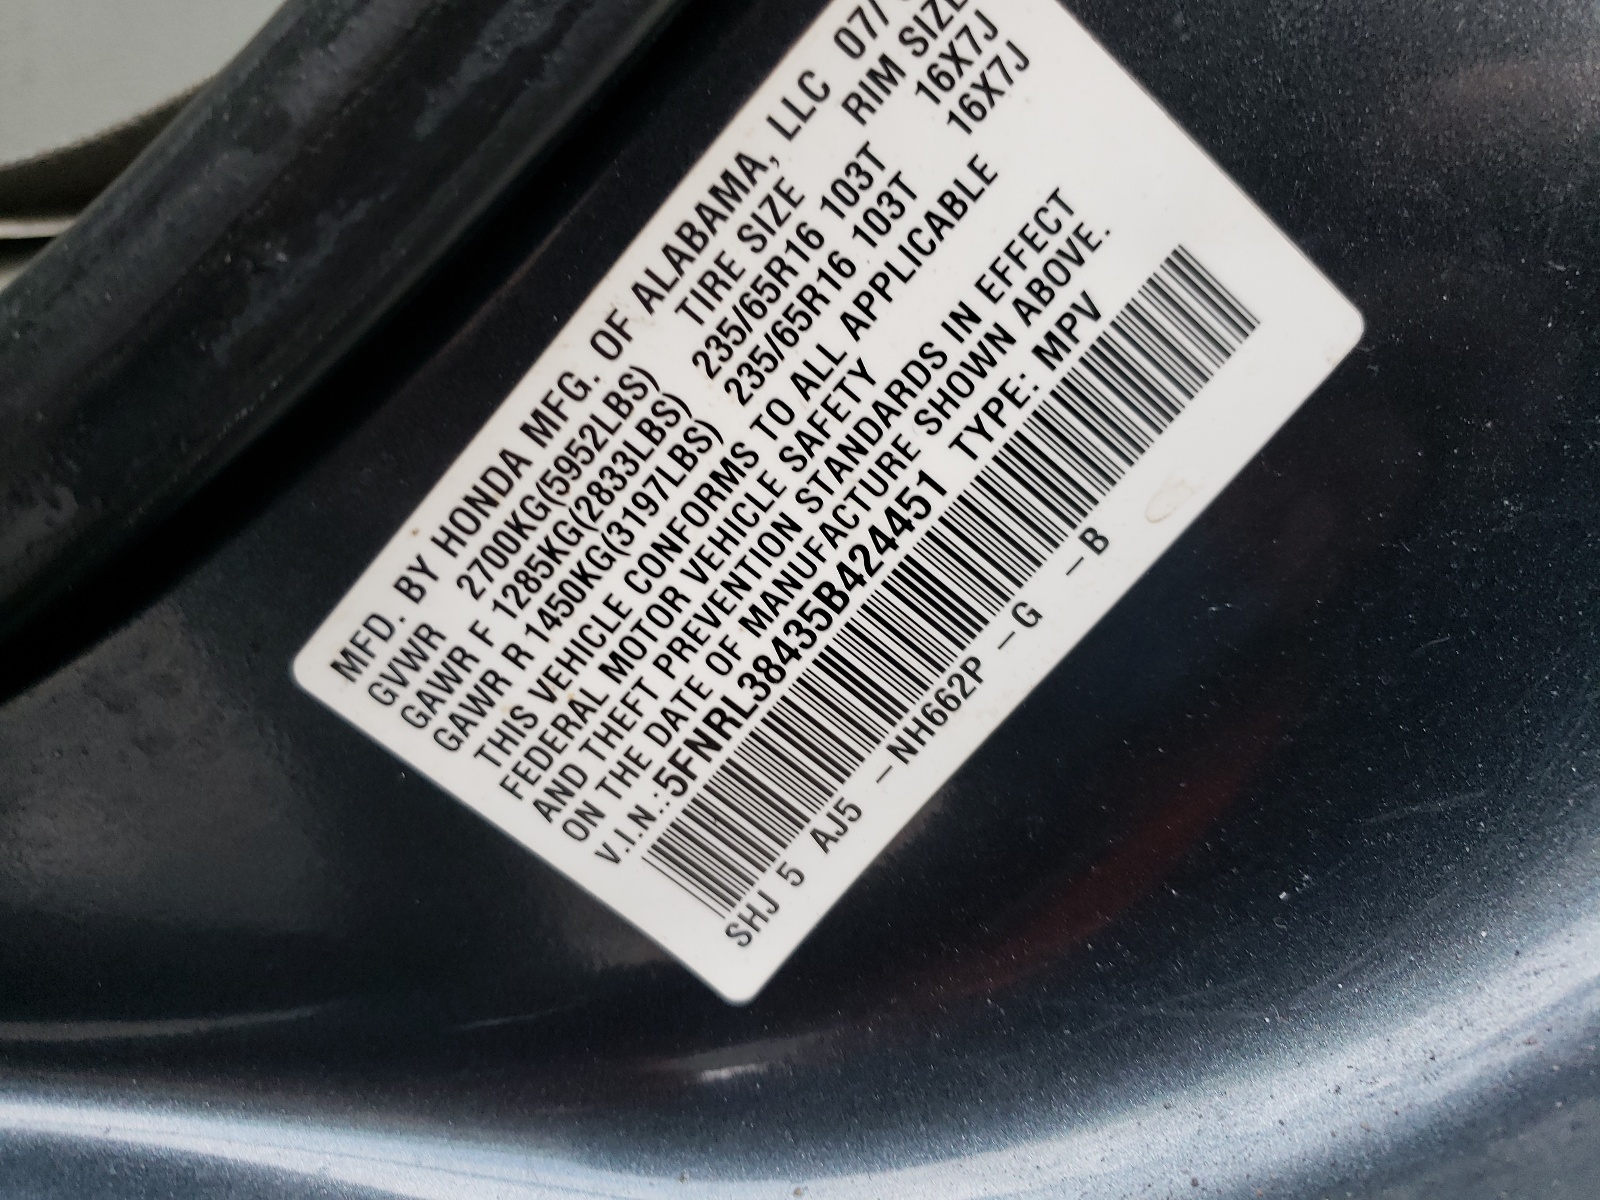 MFD. BY HONDA MFG. OF ALABAMA, LLC 07/
TIRE SIZE RIM SIZE
GVWR 2700KG(5952LBS)
GAWR F 1285KG(2833LBS) 235/65R16 103T 16X7J
GAWR R 1450KG(3197LBS) 235/65R16 103T 16X7J
THIS VEHICLE CONFORMS TO ALL APPLICABLE
FEDERAL MOTOR VEHICLE SAFETY
AND THEFT PREVENTION STANDARDS IN EFFECT
ON THE DATE OF MANUFACTURE SHOWN ABOVE.
V.I.N.:5FNRL38435B424451 TYPE: MPV
SHJ 5 AJ5 -NH662P -G -B